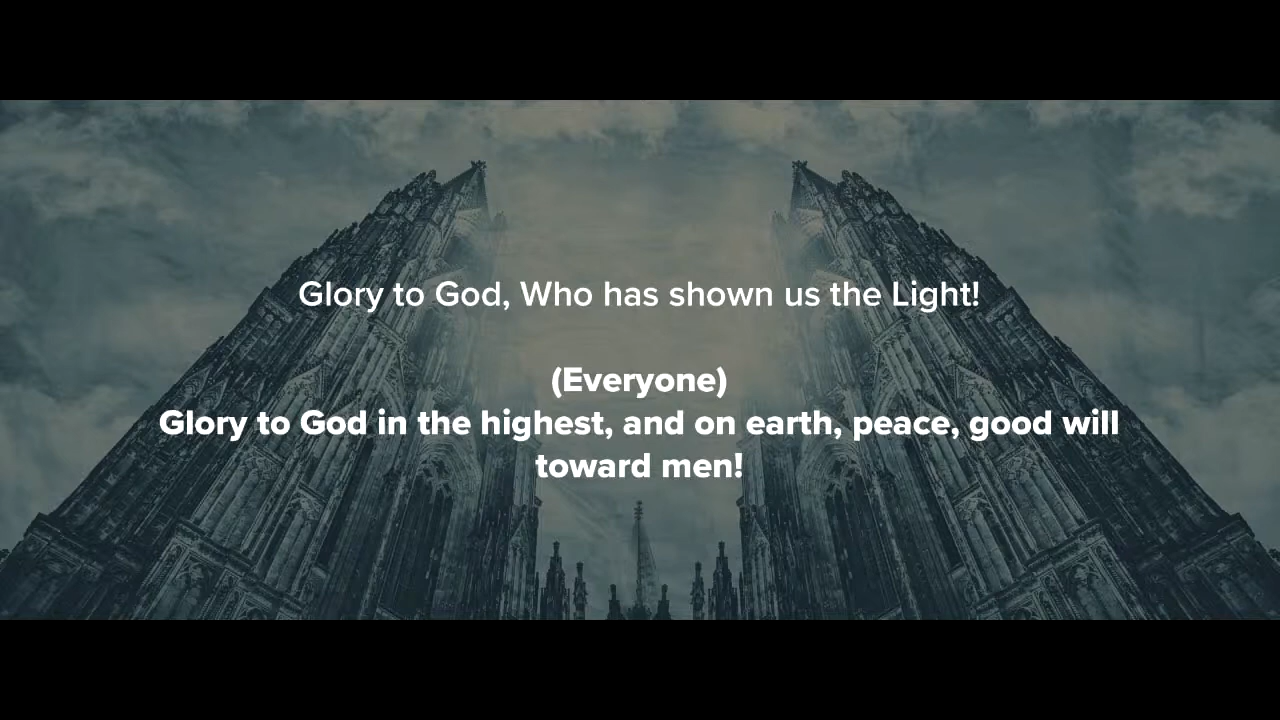 Glory to God, Who has shown us the Light!
(Everyone)
Glory to God in the highest, and on earth, peace, good will
toward men!